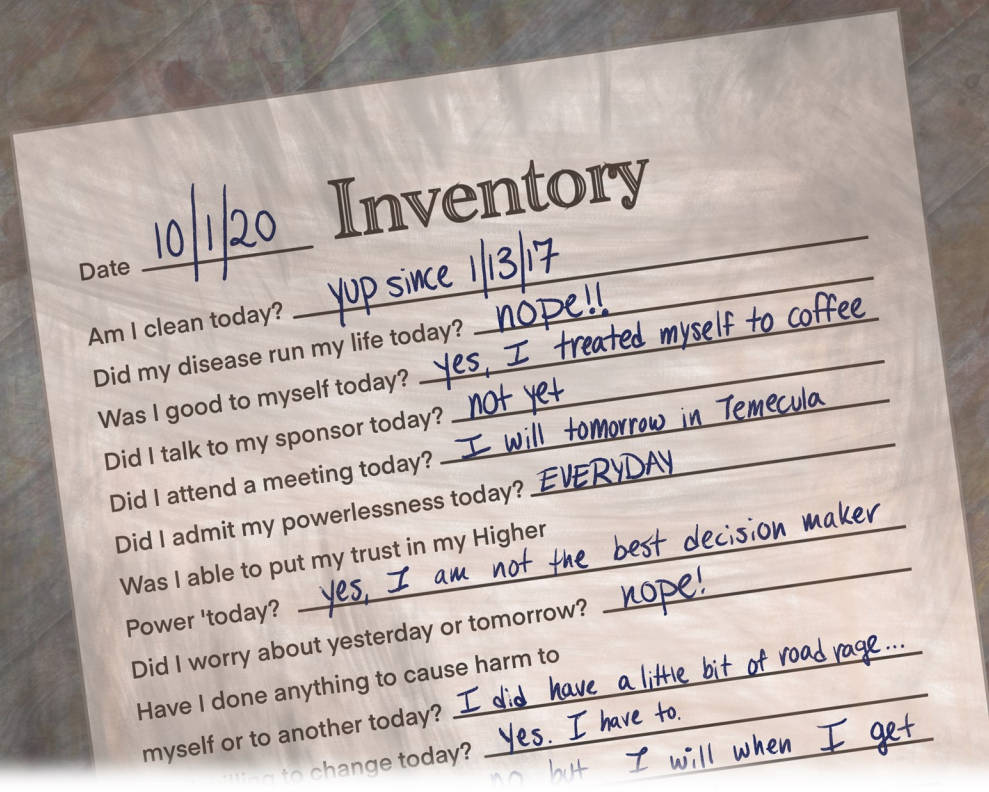 Inventory
Date 10/1/20
Am I clean today? yup since 1/13/17
Did my disease run my life today? nope!!
Was I good to myself today? yes, I treated myself to coffee
Did I talk to my sponsor today? not yet
Did I attend a meeting today? I will tomorrow in Temecula
Did I admit my powerlessness today? EVERYDAY
Was I able to put my trust in my Higher
Power 'today? yes, I am not the best decision maker
Did I worry about yesterday or tomorrow? nope!
Have I done anything to cause harm to
myself or to another today? I did have a little bit of road rage...
to change today? Yes. I have to.
no but I will when I get